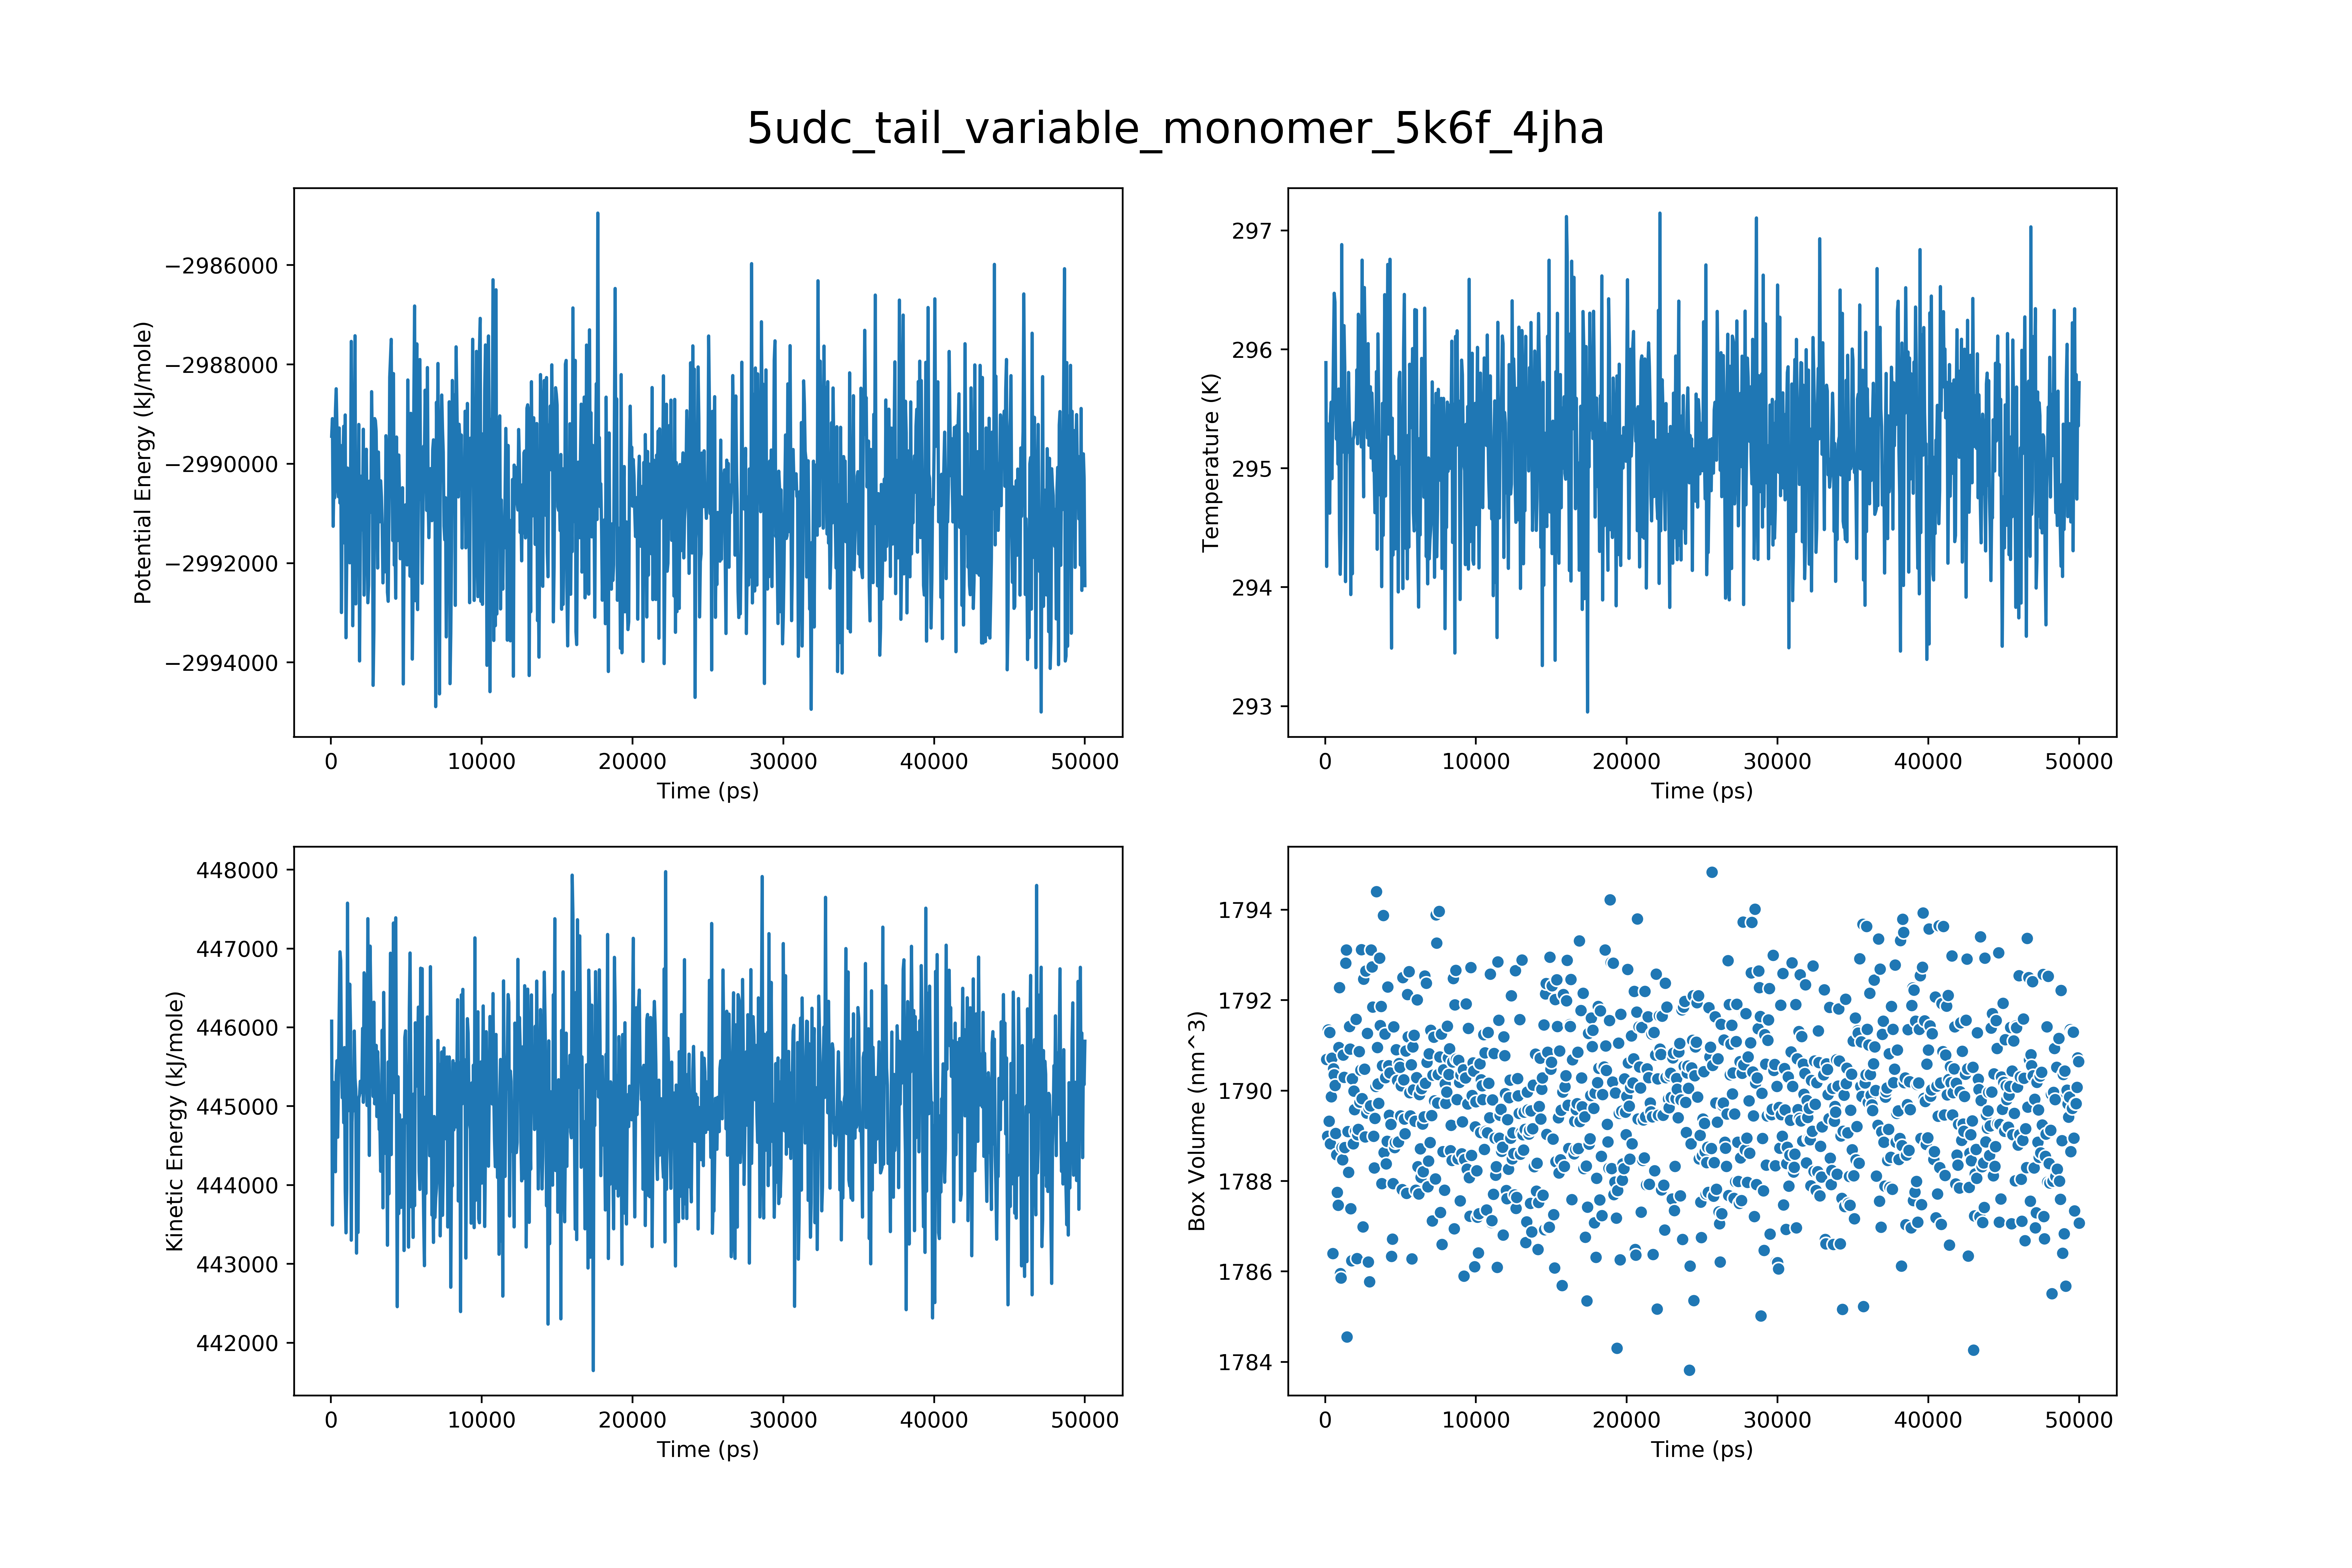 5udc_tail_variable_monomer_5k6f_4jha
Potential Energy (kJ/mole)
−2986000
−2988000
−2990000
−2992000
−2994000
0 10000 20000 30000 40000 50000
Time (ps)
Temperature (K)
297
296
295
294
293
0 10000 20000 30000 40000 50000
Time (ps)
Kinetic Energy (kJ/mole)
448000
447000
446000
445000
444000
443000
442000
0 10000 20000 30000 40000 50000
Time (ps)
Box Volume (nm^3)
1794
1792
1790
1788
1786
1784
0 10000 20000 30000 40000 50000
Time (ps)